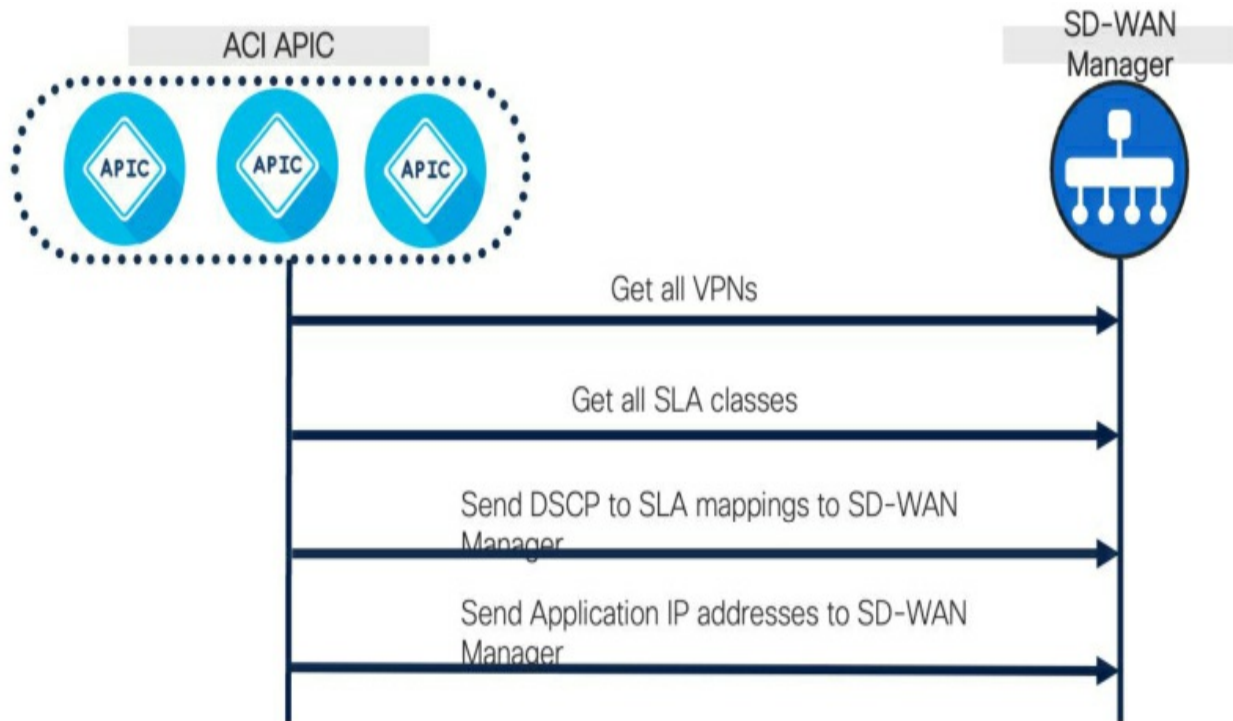 ACI APIC
SD-WAN
Manager
APIC
APIC
APIC
Get all VPNs
Get all SLA classes
Send DSCP to SLA mappings to SD-WAN
Manager
Send Application IP addresses to SD-WAN
Manager